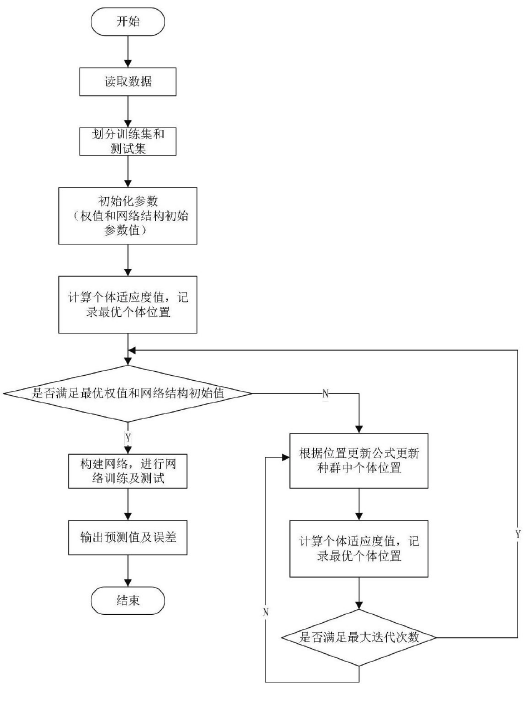 开始
读取数据
划分训练集和
测试集
初始化参数
（权值和网络结构初始
参数值）
计算个体适应度值，记
录最优个体位置
是否满足最优权值和网络结构初始值
N
Y
构建网络，进行网
络训练及测试
输出预测值及误差
结束
根据位置更新公式更新
种群中个体位置
计算个体适应度值，记
录最优个体位置
是否满足最大迭代次数
N
Y